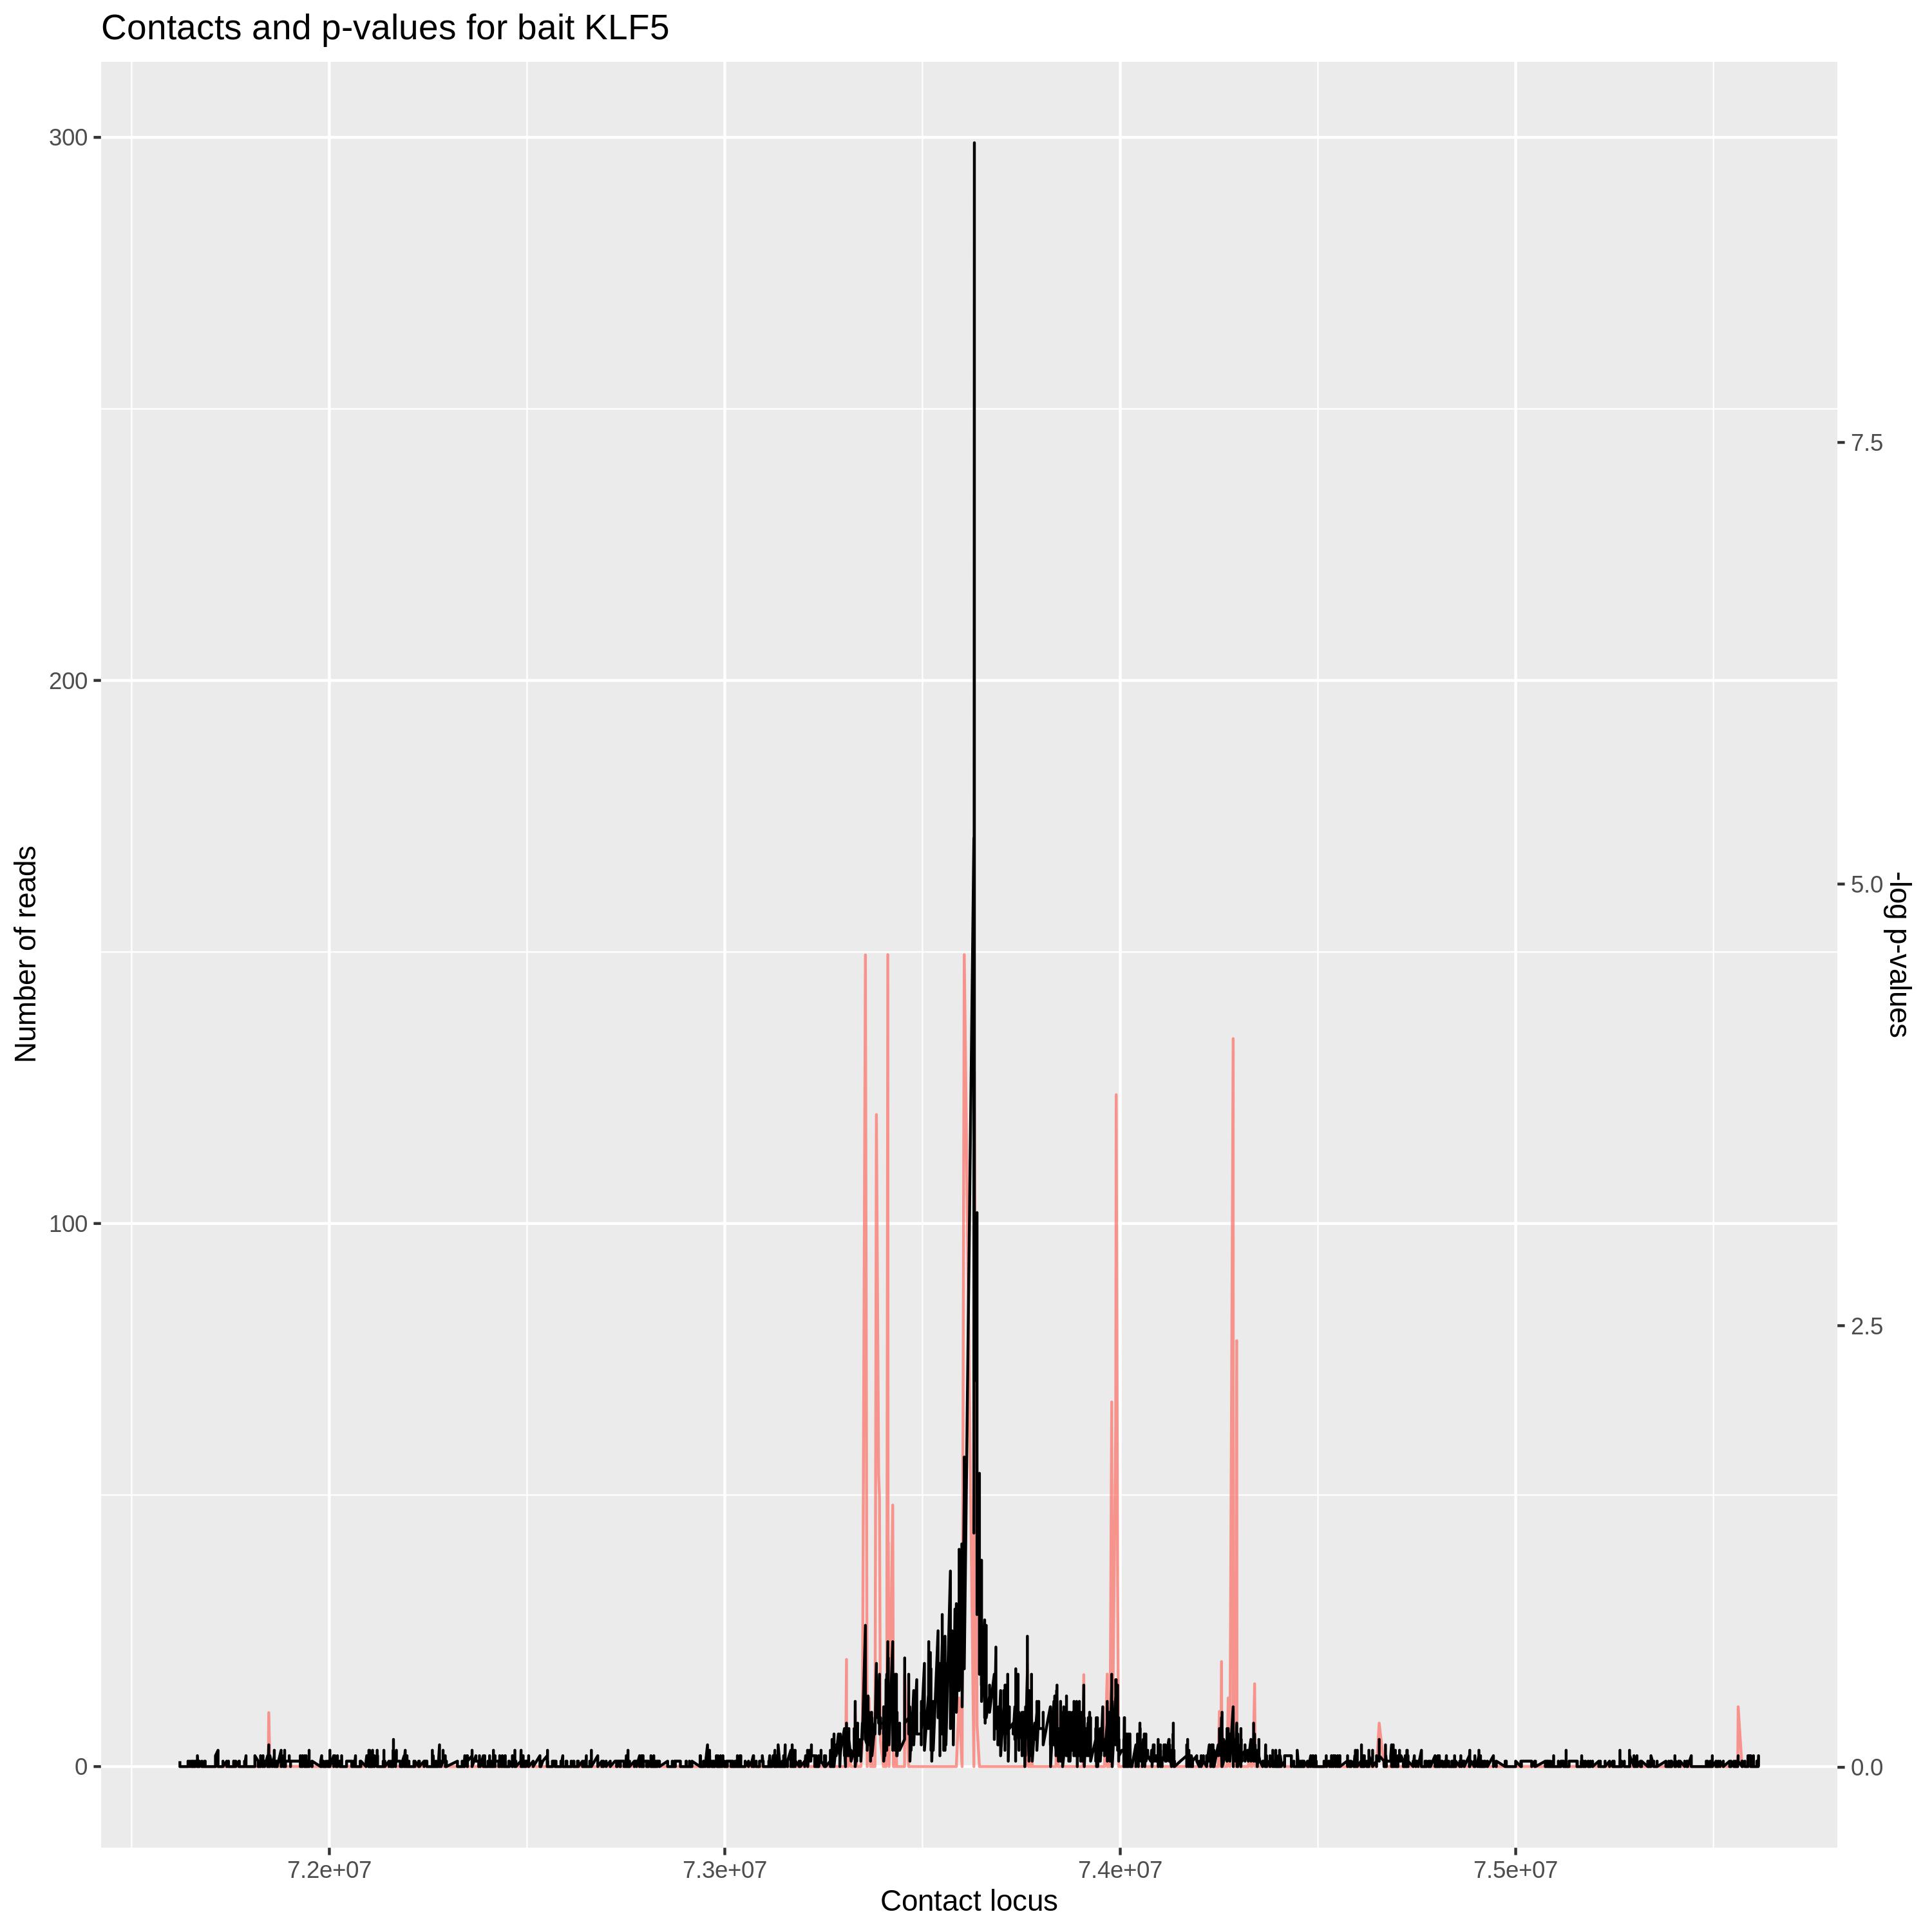 Contacts and p-values for bait KLF5
300
200
100
0
Number of reads
7.5
5.0
2.5
0.0
-log p-values
7.2e+07
7.3e+07
7.4e+07
7.5e+07
Contact locus